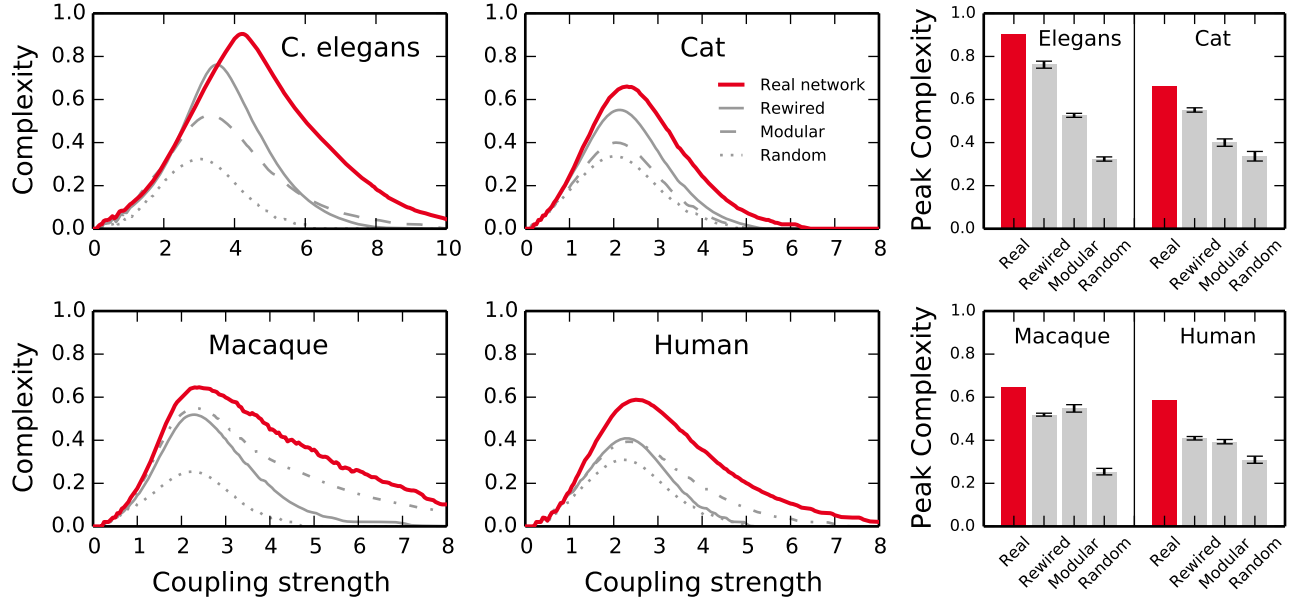 Complexity
1.0
0.8
0.6
0.4
0.2
0.0
0 2 4 6 8 10
C. elegans
1.0
0.8
0.6
0.4
0.2
0.0
0 1 2 3 4 5 6 7 8
Cat
Real network
Rewired
Modular
Random
Peak Complexity
1.0
0.8
0.6
0.4
0.2
0.0
Elegans
Cat
Real Rewired Modular Random Real Rewired Modular Random
Complexity
1.0
0.8
0.6
0.4
0.2
0.0
0 1 2 3 4 5 6 7 8
Macaque
Coupling strength
1.0
0.8
0.6
0.4
0.2
0.0
0 1 2 3 4 5 6 7 8
Human
Coupling strength
Peak Complexity
1.0
0.8
0.6
0.4
0.2
0.0
Macaque
Human
Real Rewired Modular Random Real Rewired Modular Random